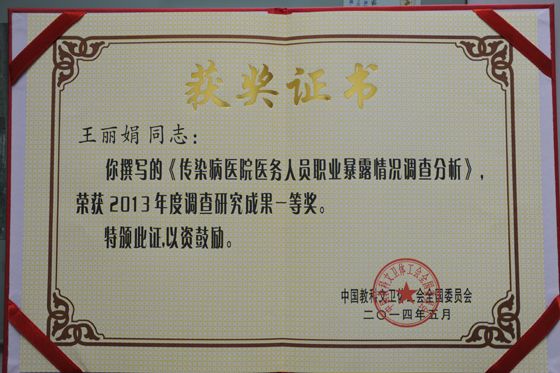 获奖证书
王丽娟同志：
你撰写的《传染病医院医务人员职业暴露情况调查分析》，
荣获2013年度调查研究成果一等奖。
特颁此证，以资鼓励。
中国教科文卫体工会全国委员会
二〇一四年五月